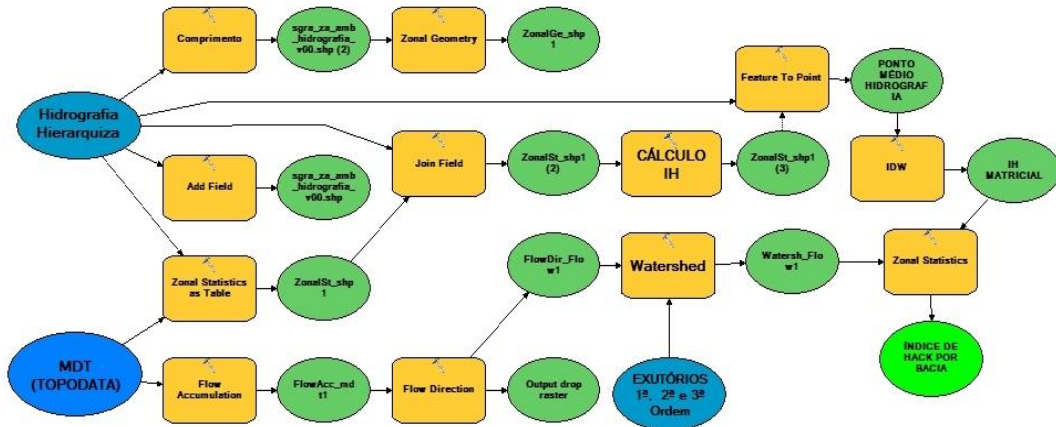 Comprimento
sgra_za_amb
_hidrografia_
v00.shp (2)
Zonal Geometry
ZonalGe_shp
1
Feature To Point
PONTO
MÉDIO
HIDROGRAF
IA
Hidrografia
Hierarquiza
Join Field
ZonalSt_shp1
(2)
CÁLCULO
IH
ZonalSt_shp1
(3)
IDW
IH
MATRICIAL
Add Field
sgra_za_amb
_hidrografia_
v00.shp
Zonal Statistics
as Table
ZonalSt_shp
1
FlowDir_Flo
w1
Watershed
Watersh_Flo
w1
Zonal Statistics
MDT
(TOPODATA)
Flow
Accumulation
FlowAcc_md
t1
Flow Direction
Output drop
raster
EXUTÓRIOS
1ª, 2ª e 3ª
Ordem
ÍNDICE DE
HACK POR
BACIA